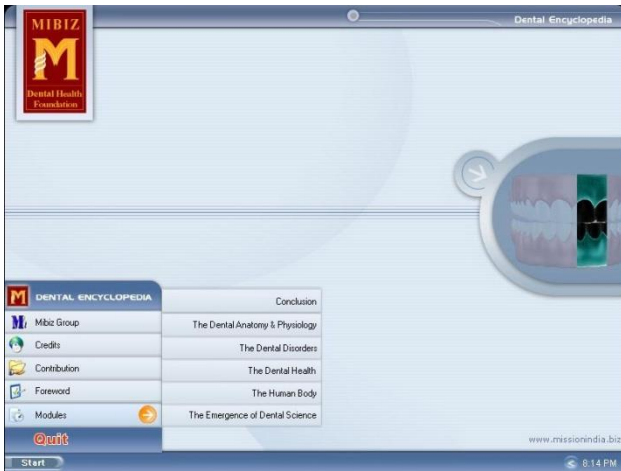 MIBIZ
M
Dental Health
Foundation
Dental Encyclopedia
M DENTAL ENCYCLOPEDIA
Mibiz Group
Credits
Contribution
Foreword
Modules
Quit
Conclusion
The Dental Anatomy & Physiology
The Dental Disorders
The Dental Health
The Human Body
The Emergence of Dental Science
www.missionindia.biz
Start
8:14 PM